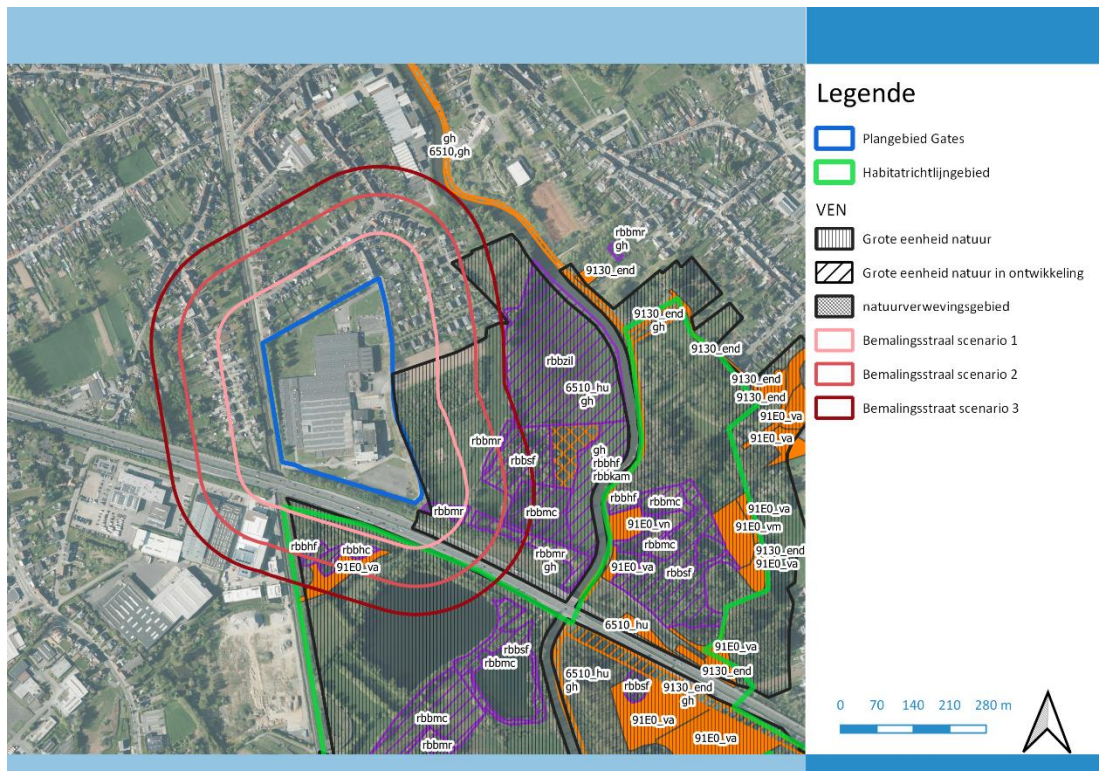 gh
6510,gh
rbbmr
gh
9130_end
9130_end
gh
9130_end
rbbzil
9130_end
9130_end
6510_hu
gh
91E0_va
91E0_va
rbbmr
rbbsf
gh
rbbhf
rbbkam
rbbmc
rbbmr
rbbhf
rbbmc
91E0_va
91E0_vn
91E0_vm
rbbmc
rbbhf
rbbhc
91E0_va
rbbmr
gh
91E0_va
rbbsf
9130_end
91E0_va
6510_hu
rbbsf
rbbmc
91E0_va
6510_hu
gh
9130_end
9130_end
gh
rbbsf
rbbmc
rbbmr
91E0_va
91E0_va
Legende
Plangebied Gates
Habitatrichtlijngebied
VEN
Grote eenheid natuur
Grote eenheid natuur in ontwikkeling
natuurverwevingsgebied
Bemalingsstraal scenario 1
Bemalingsstraal scenario 2
Bemalingsstraat scenario 3
0 70 140 210 280 m